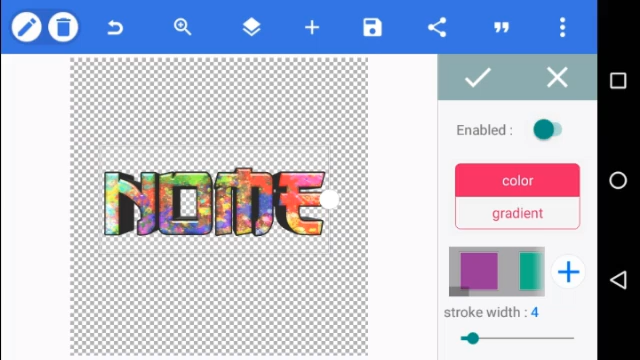 NOME
Enabled :
color
gradient
stroke width : 4